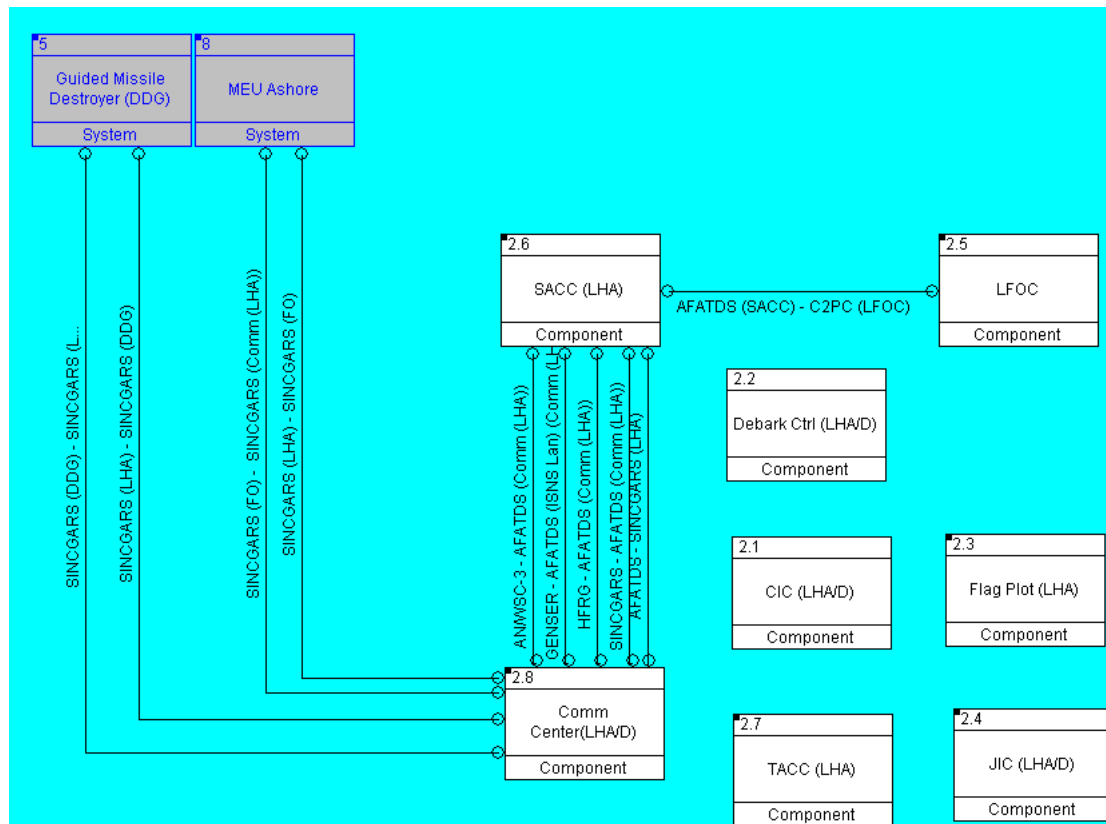 5
Guided Missile
Destroyer (DDG)
System
8
MEU Ashore
System
SINCGARS (DDG) - SINCGARS (L...
SINCGARS (LHA) - SINCGARS (DDG)
SINCGARS (FO) - SINCGARS (Comm (LHA))
SINCGARS (LHA) - SINCGARS (FO)
2.6
SACC (LHA)
Component
AFATDS (SACC) - C2PC (LFOC)
2.5
LFOC
Component
AN/WSC-3 - AFATDS (Comm (LHA))
GENSER - AFATDS (ISNS Lan) (Comm (LH
HFRG - AFATDS (Comm (LHA))
SINCGARS - AFATDS (Comm (LHA))
AFATDS - SINCGARS (LHA)
2.2
Debark Ctrl (LHA/D)
Component
2.1
CIC (LHA/D)
Component
2.3
Flag Plot (LHA)
Component
2.8
Comm
Center(LHA/D)
Component
2.7
TACC (LHA)
Component
2.4
JIC (LHA/D)
Component